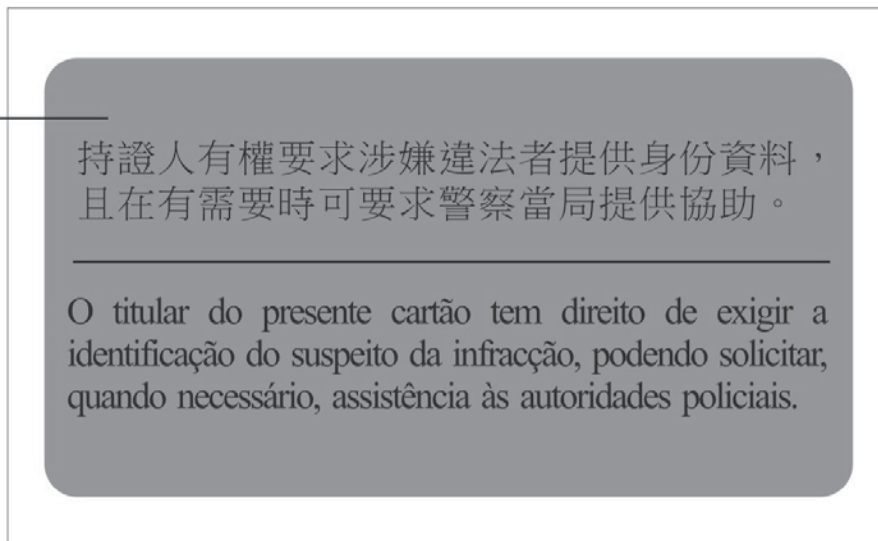 持證人有權要求涉嫌違法者提供身份資料，
且在有需要時可要求警察當局提供協助。
O titular do presente cartão tem direito de exigir a
identificação do suspeito da infracção, podendo solicitar,
quando necessário, assistência às autoridades policiais.